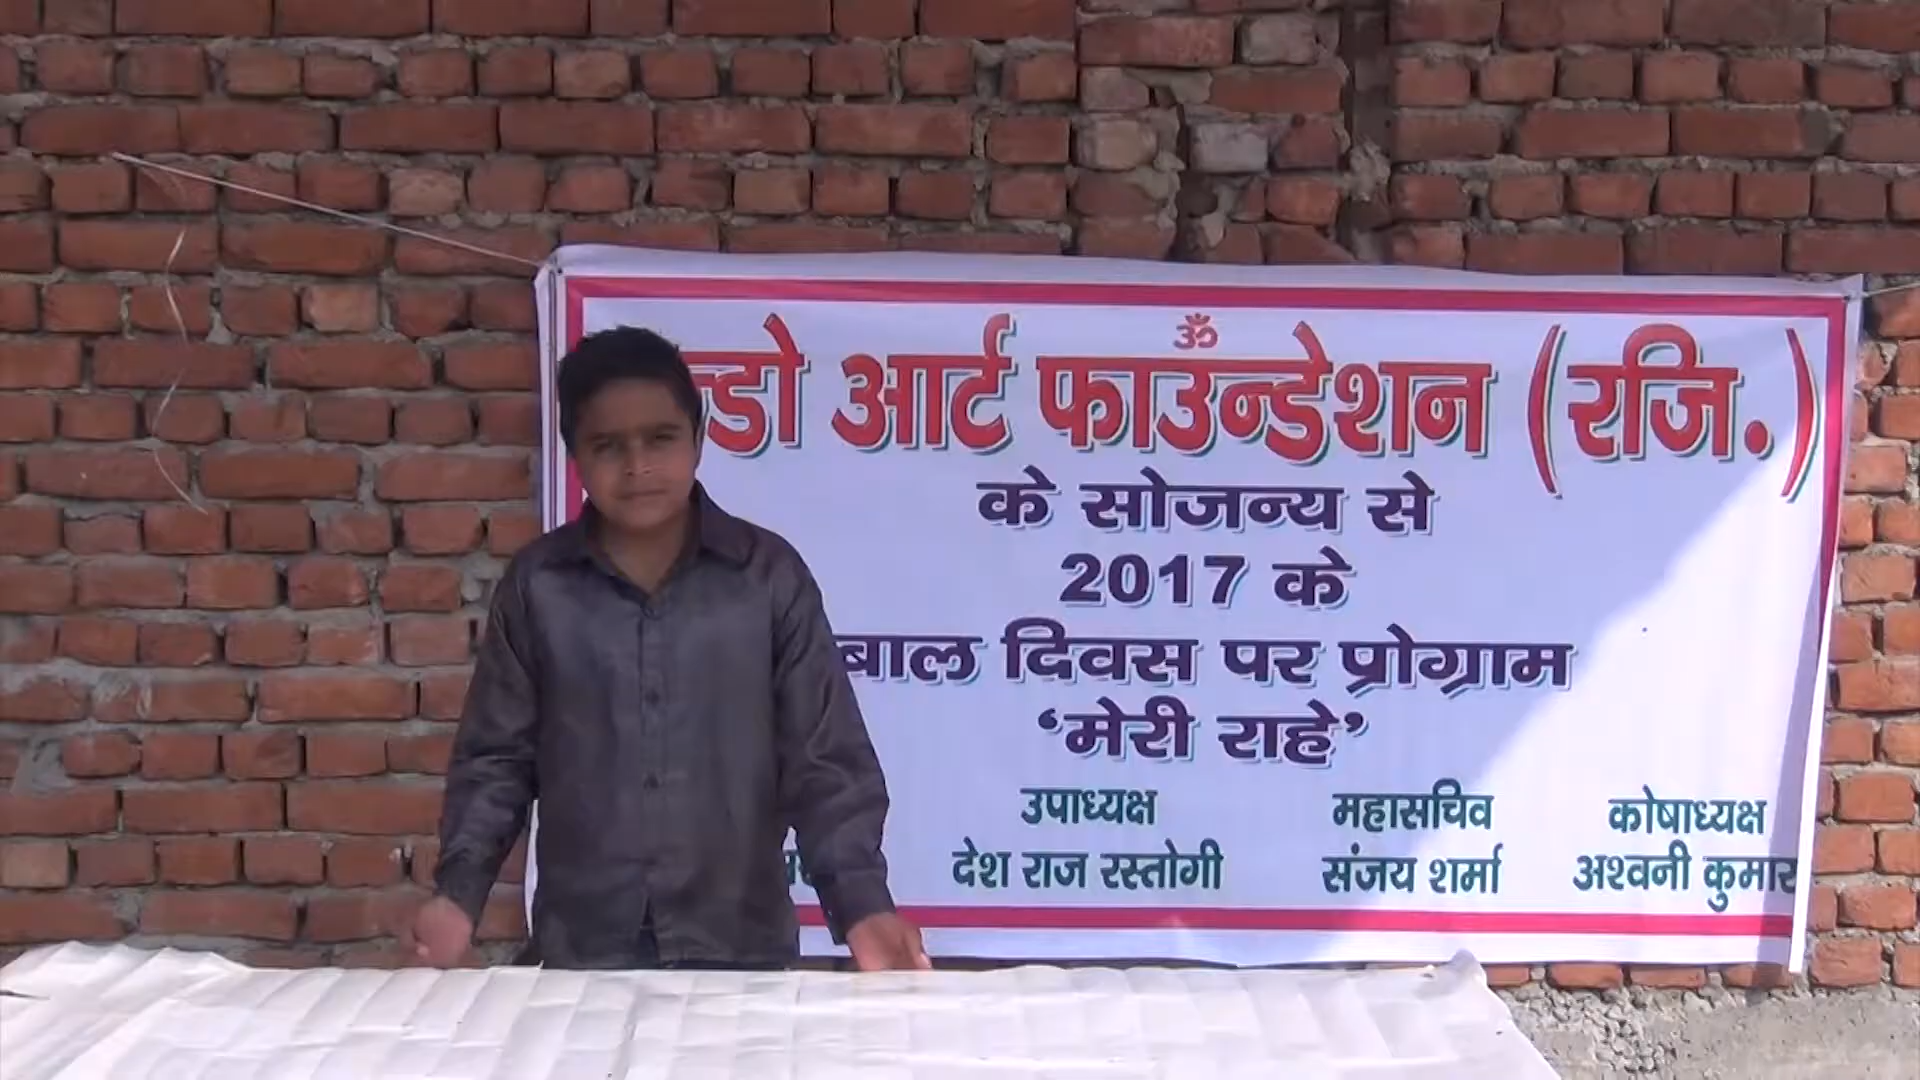 ॐ
न्डो आर्ट फाउन्डेशन (रजि.)
के सोजन्य से
2017 के
बाल दिवस पर प्रोग्राम
‘मेरी राहे’
उपाध्यक्ष महासचिव कोषाध्यक्ष
देश राज रस्तोगी संजय शर्मा अश्वनी कुमार